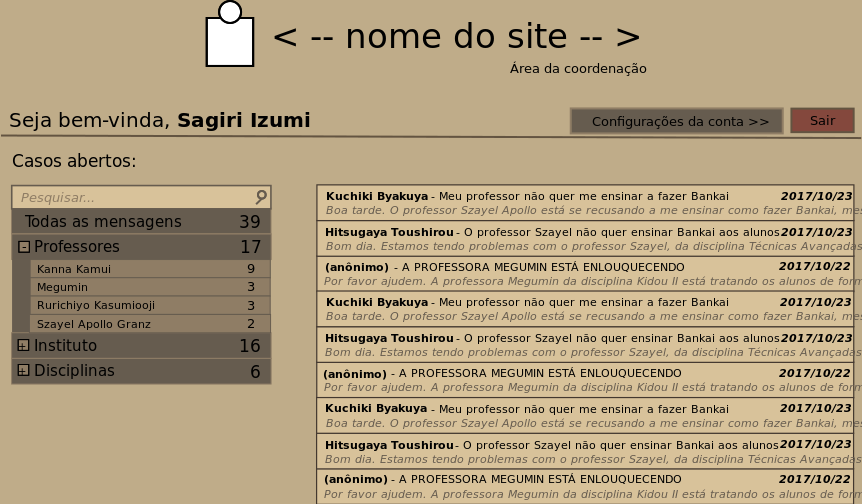 < -- nome do site -- >
Área da coordenação
Seja bem-vinda, Sagiri Izumi
Configurações da conta >>
Sair
Casos abertos:
Pesquisar...
Todas as mensagens 39
- Professores 17
Kanna Kamui 9
Megumin 3
Rurichiyo Kasumiooji 3
Szayel Apollo Granz 2
+ Instituto 16
+ Disciplinas 6
Kuchiki Byakuya - Meu professor não quer me ensinar a fazer Bankai 2017/10/23
Boa tarde. O professor Szayel Apollo está se recusando a me ensinar como fazer Bankai, mes
Hitsugaya Toushirou - O professor Szayel não quer ensinar Bankai aos alunos 2017/10/23
Bom dia. Estamos tendo problemas com o professor Szayel, da disciplina Técnicas Avançadas
(anônimo) - A PROFESSORA MEGUMIN ESTÁ ENLOUQUECENDO 2017/10/22
Por favor ajudem. A professora Megumin da disciplina Kidou II está tratando os alunos de form
Kuchiki Byakuya - Meu professor não quer me ensinar a fazer Bankai 2017/10/23
Boa tarde. O professor Szayel Apollo está se recusando a me ensinar como fazer Bankai, mes
Hitsugaya Toushirou - O professor Szayel não quer ensinar Bankai aos alunos 2017/10/23
Bom dia. Estamos tendo problemas com o professor Szayel, da disciplina Técnicas Avançadas
(anônimo) - A PROFESSORA MEGUMIN ESTÁ ENLOUQUECENDO 2017/10/22
Por favor ajudem. A professora Megumin da disciplina Kidou II está tratando os alunos de form
Kuchiki Byakuya - Meu professor não quer me ensinar a fazer Bankai 2017/10/23
Boa tarde. O professor Szayel Apollo está se recusando a me ensinar como fazer Bankai, mes
Hitsugaya Toushirou - O professor Szayel não quer ensinar Bankai aos alunos 2017/10/23
Bom dia. Estamos tendo problemas com o professor Szayel, da disciplina Técnicas Avançadas
(anônimo) - A PROFESSORA MEGUMIN ESTÁ ENLOUQUECENDO 2017/10/22
Por favor ajudem. A professora Megumin da disciplina Kidou II está tratando os alunos de form